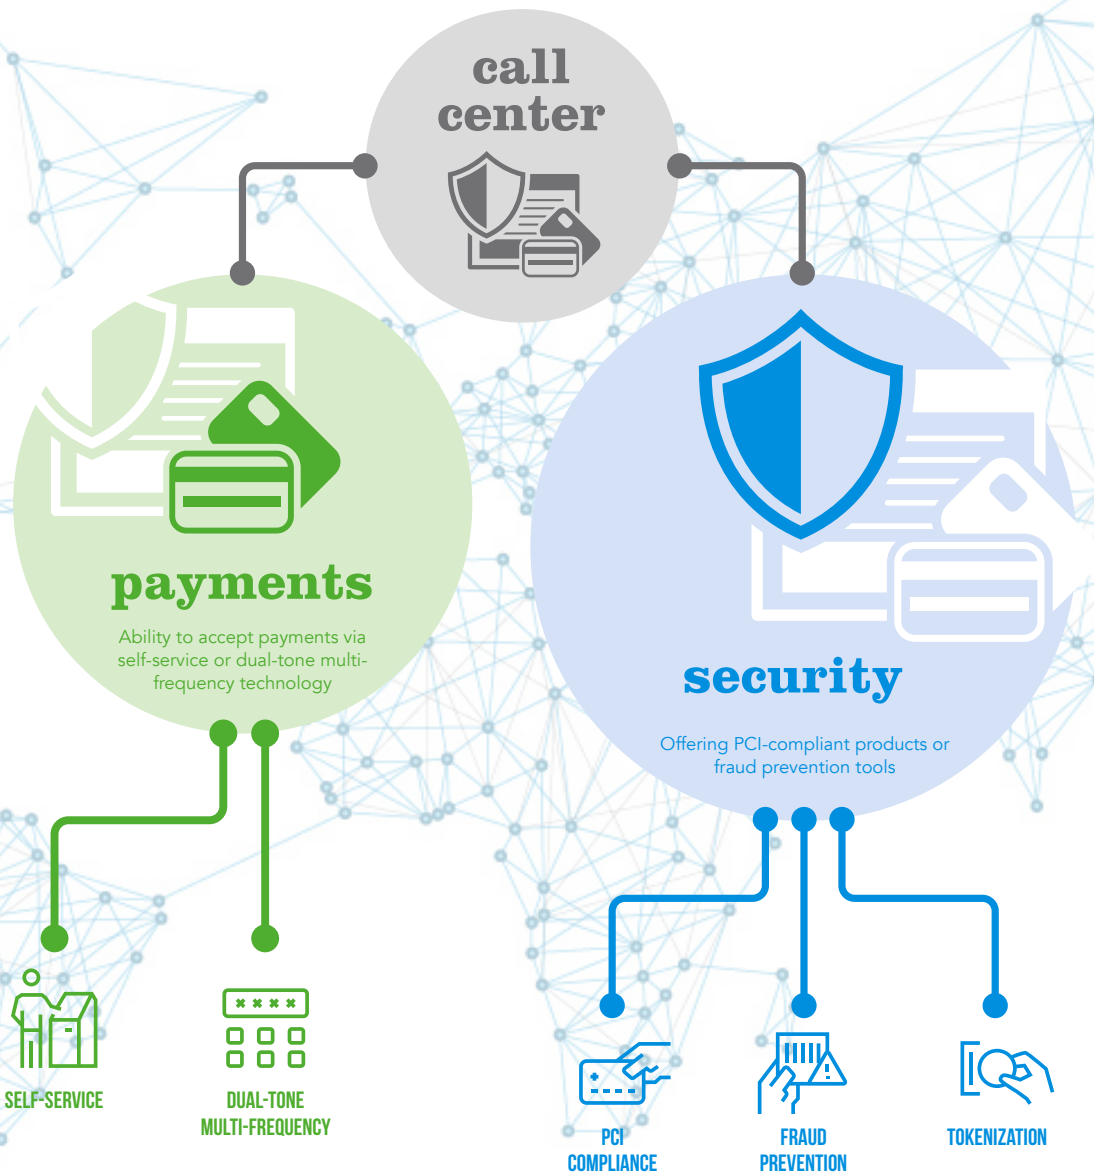 call
center
payments
Ability to accept payments via
self-service or dual-tone multi-
frequency technology
security
Offering PCI-compliant products or
fraud prevention tools
SELF-SERVICE
DUAL-TONE
MULTI-FREQUENCY
PCI
COMPLIANCE
FRAUD
PREVENTION
TOKENIZATION